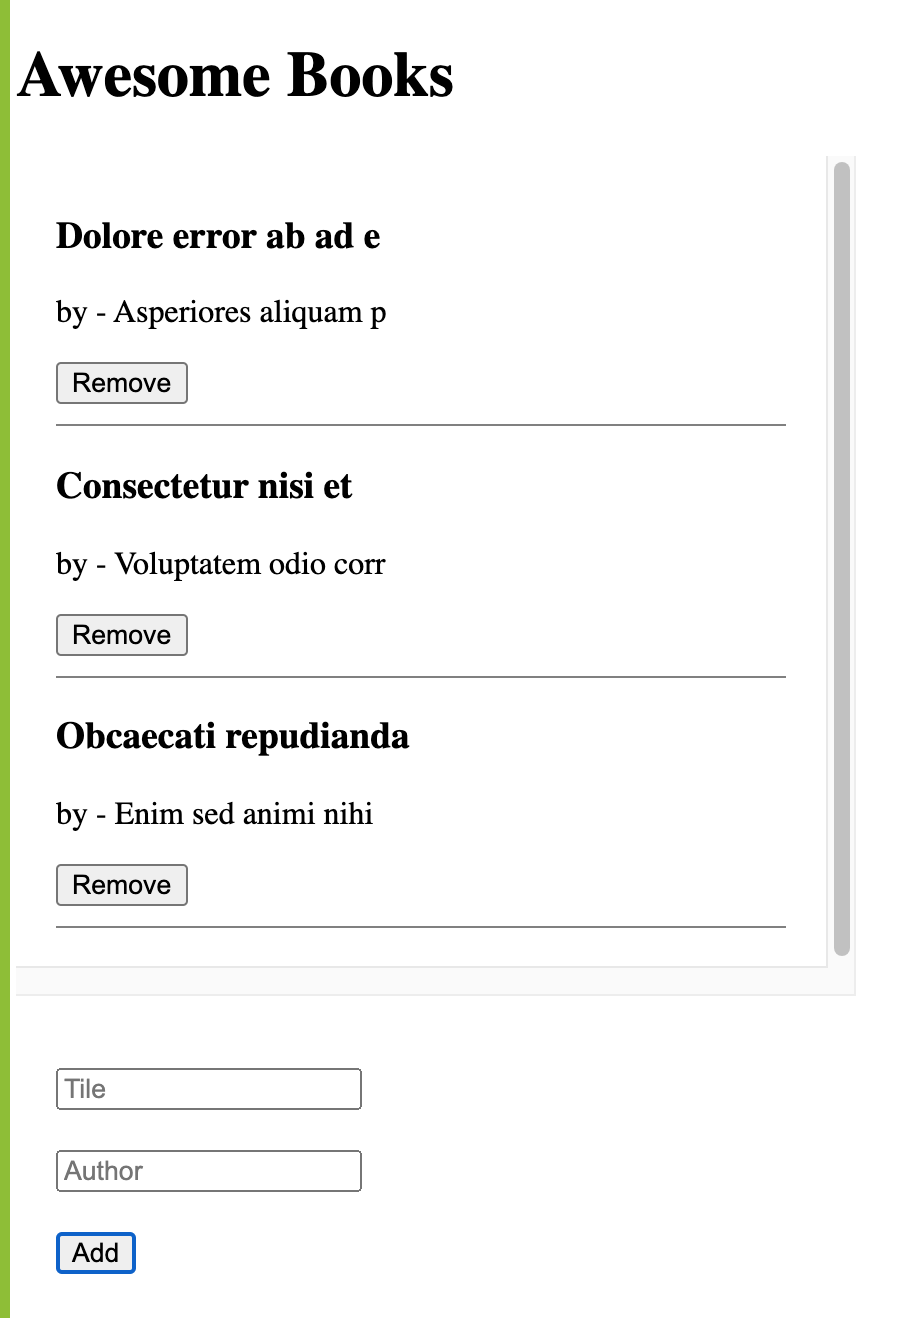 Awesome Books
Dolore error ab ad e
by - Asperiores aliquam p
Remove
Consectetur nisi et
by - Voluptatem odio corr
Remove
Obcaecati repudianda
by - Enim sed animi nihi
Remove
Tile
Author
Add